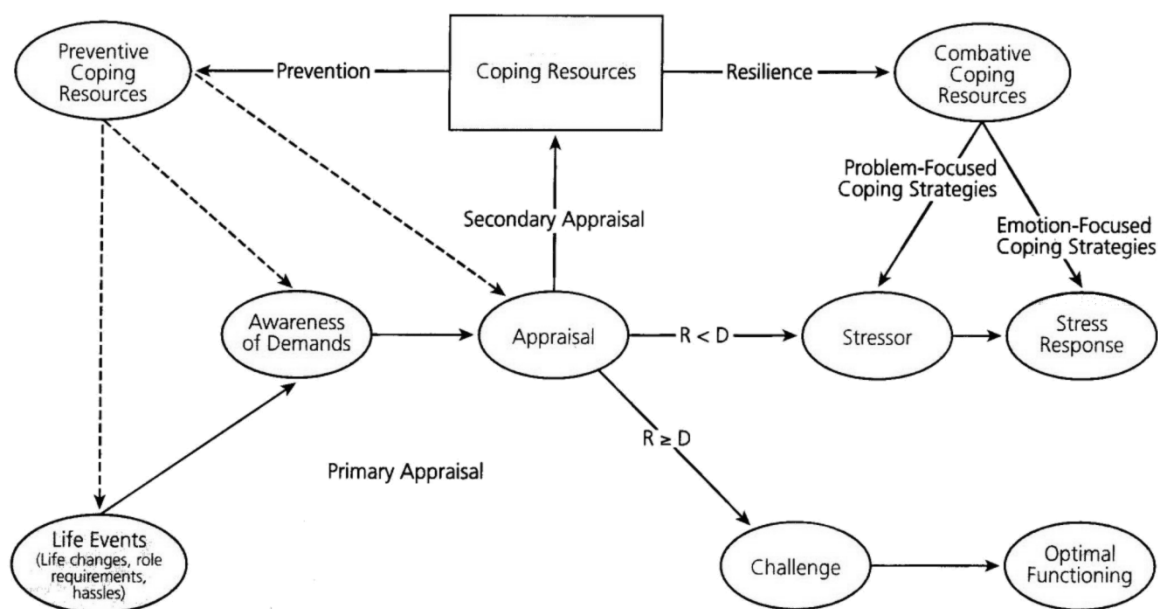 Preventive
Coping
Resources
Prevention
Coping Resources
Resilience
Combative
Coping
Resources
Problem-Focused
Coping Strategies
Secondary Appraisal
Emotion-Focused
Coping Strategies
Awareness
of Demands
Appraisal
R < D
Stressor
Stress
Response
R ≥ D
Primary Appraisal
Life Events
(Life changes, role
requirements,
hassles)
Challenge
Optimal
Functioning